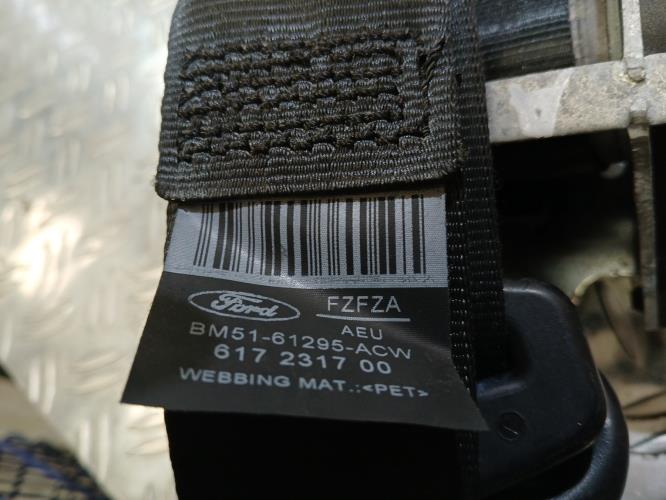 Ford FZFZA
AEU
BM51-61295-ACW
617 2317 00
WEBBING MAT.:<PET>